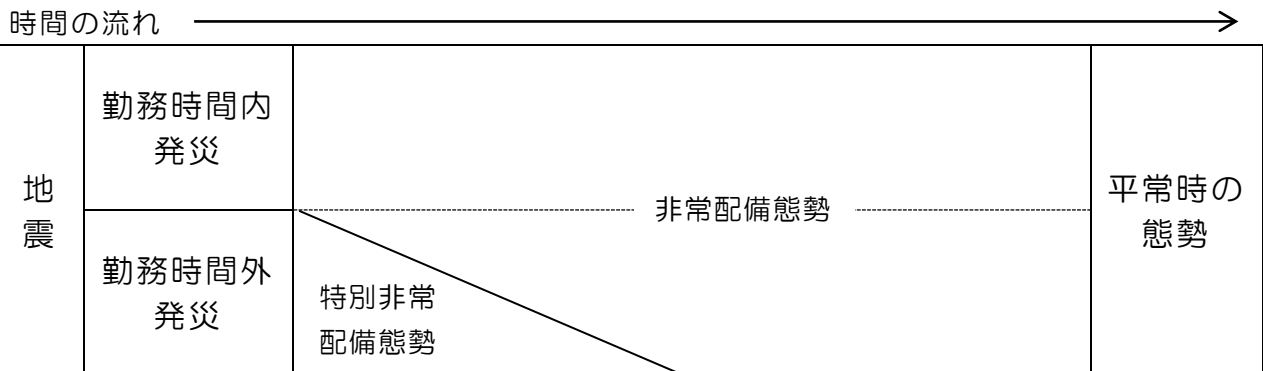 時間の流れ
地
震
勤務時間内
発災
勤務時間外
発災
非常配備態勢
特別非常
配備態勢
平常時の
態勢